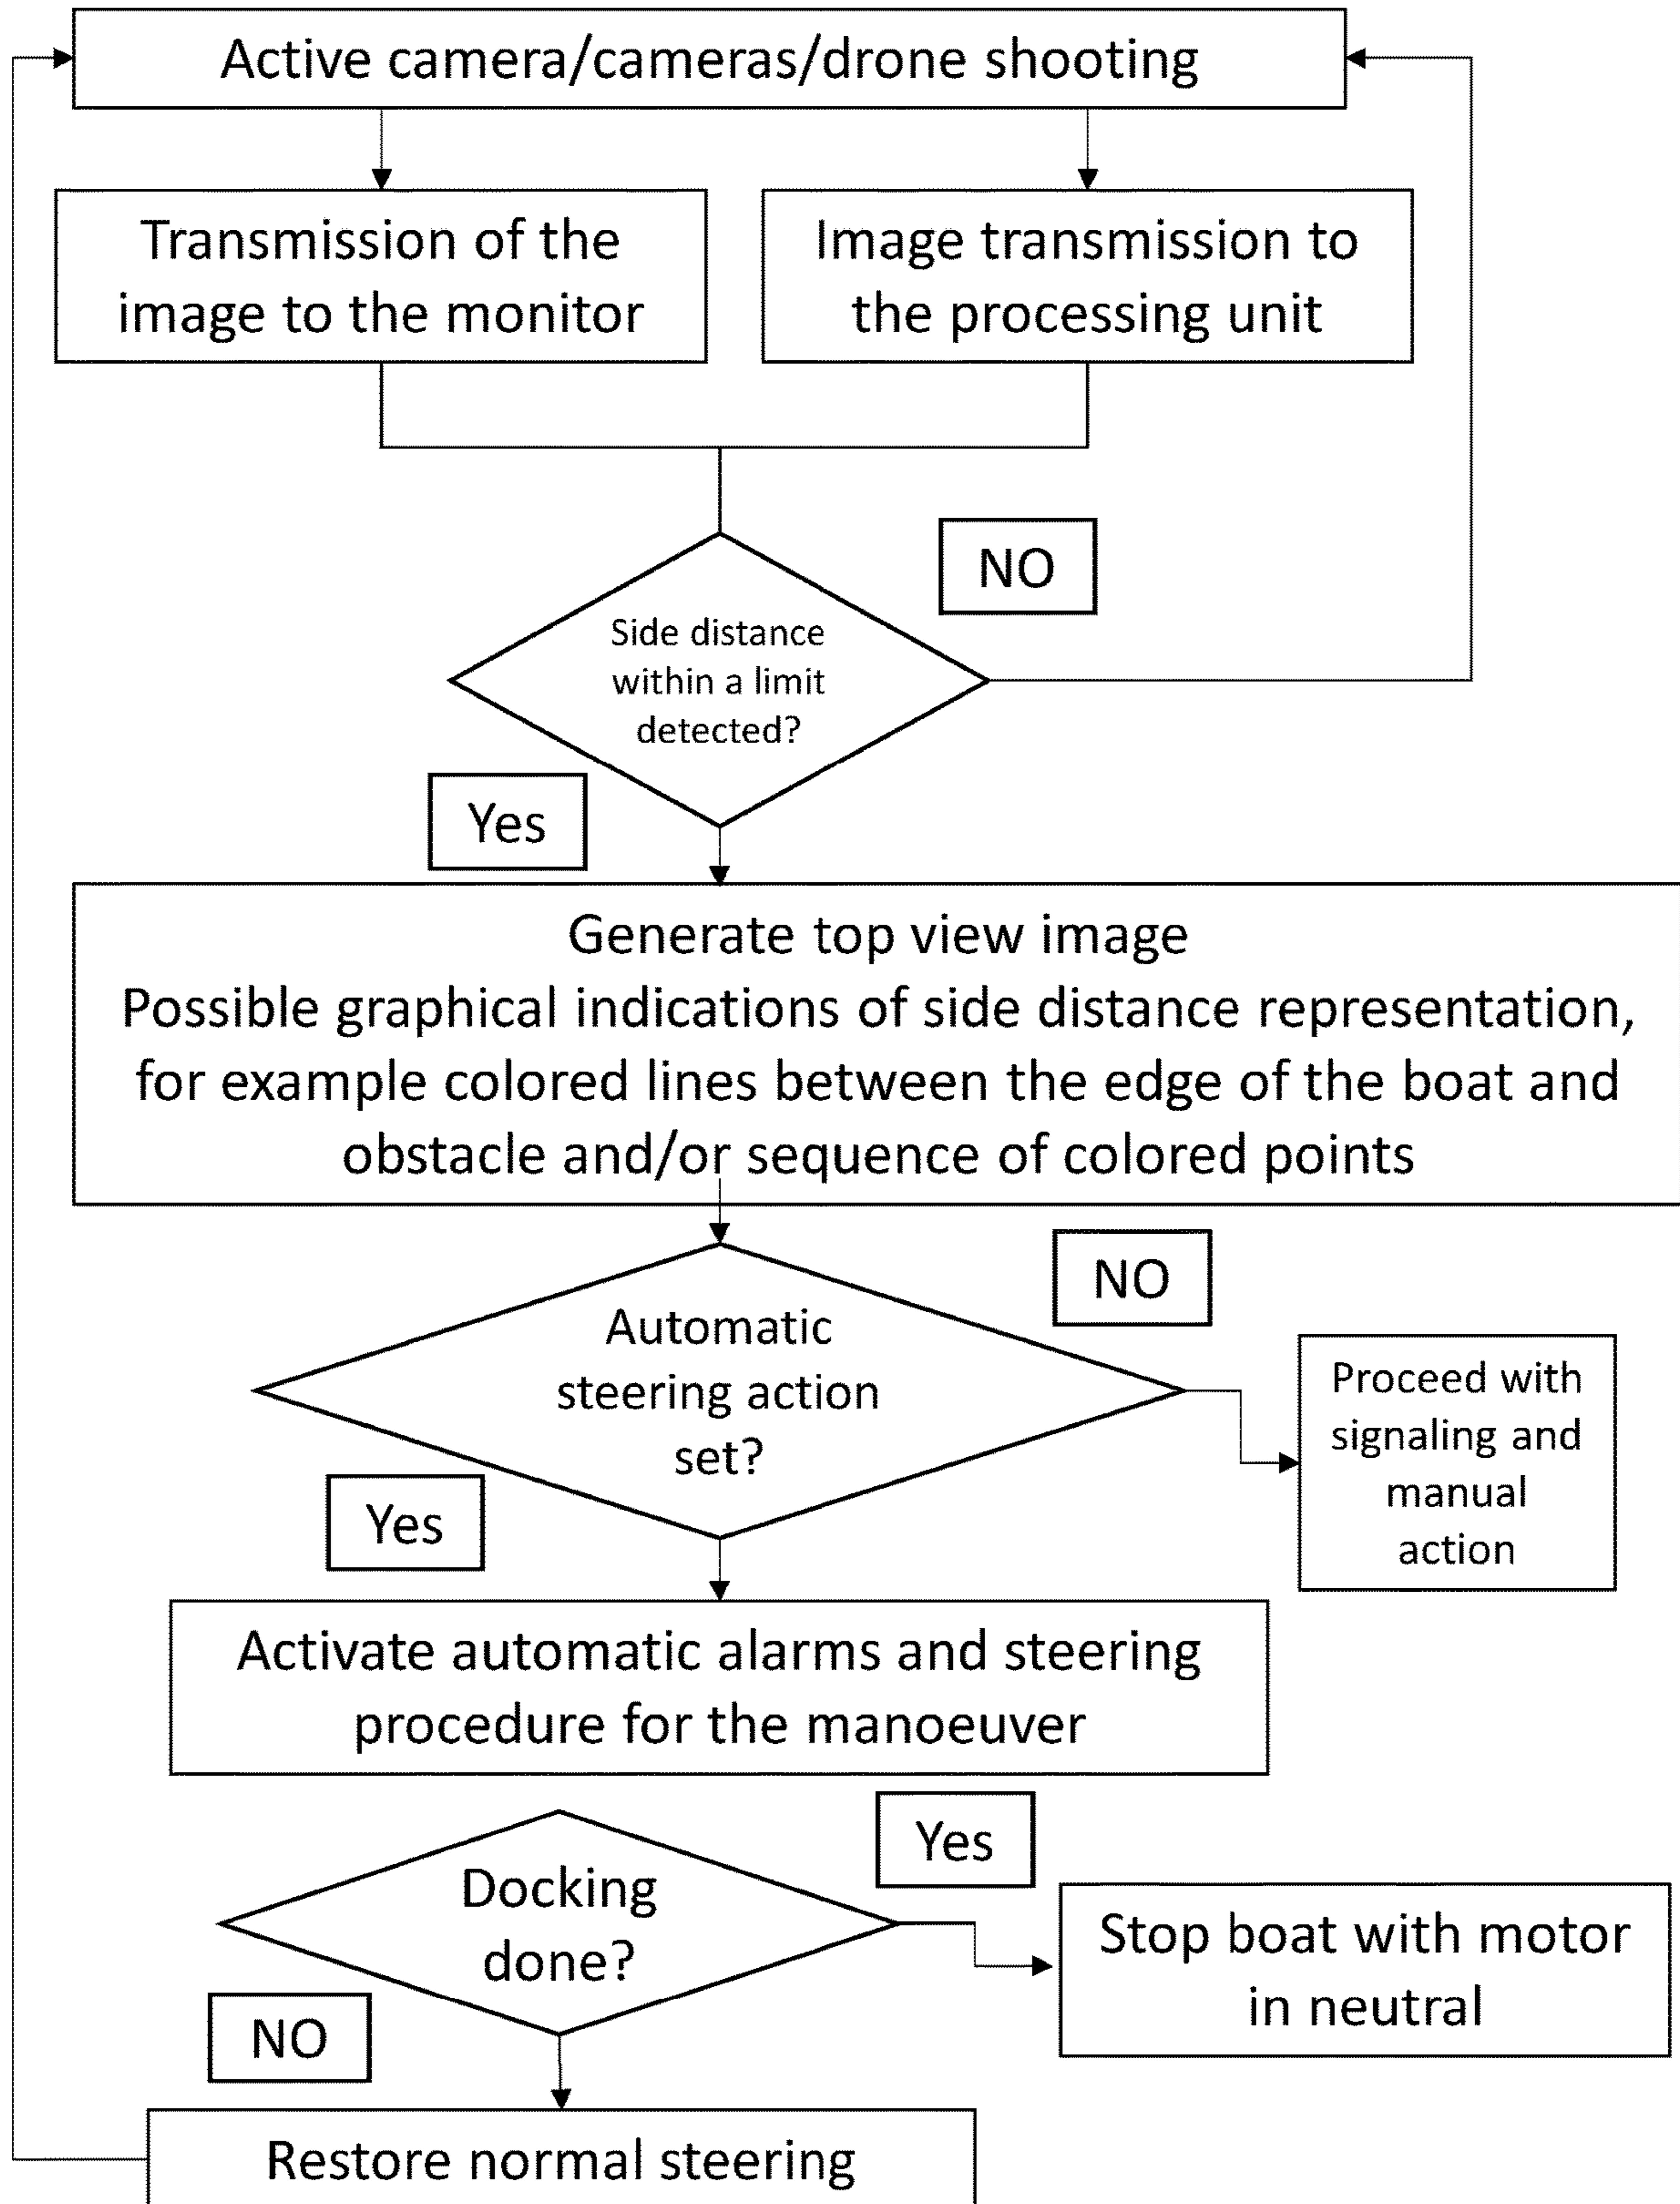 Active camera/cameras/drone shooting
Transmission of the
image to the monitor
Image transmission to
the processing unit
NO
Side distance
within a limit
detected?
Yes
Generate top view image
Possible graphical indications of side distance representation,
for example colored lines between the edge of the boat and
obstacle and/or sequence of colored points
NO
Automatic
steering action
set?
Proceed with
signaling and
manual
action
Yes
Activate automatic alarms and steering
procedure for the manoeuver
Yes
Docking
done?
Stop boat with motor
in neutral
NO
Restore normal steering